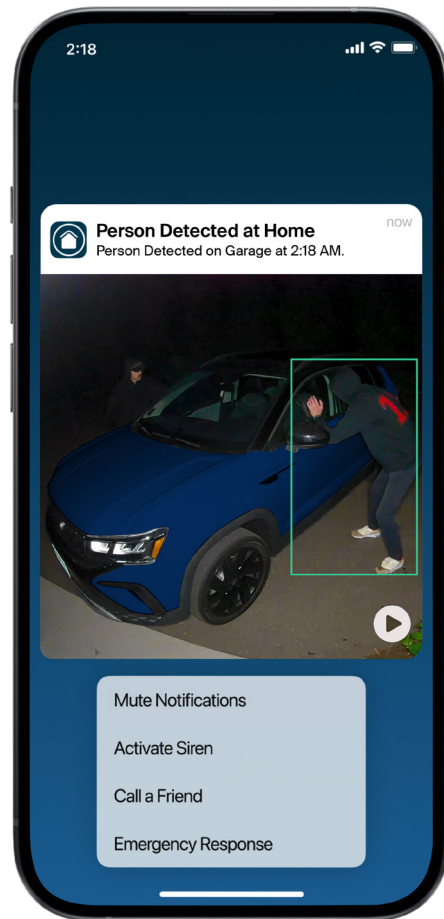 2:18
Person Detected at Home
now
Person Detected on Garage at 2:18 AM.
Mute Notifications
Activate Siren
Call a Friend
Emergency Response